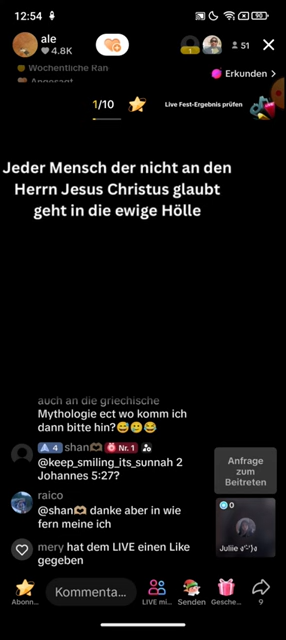 12:54
90
ale
4.8K
1
51
Wöchentliche Ran
Angesagt
Erkunden >
1/10
Live Fest-Ergebnis prüfen
Jeder Mensch der nicht an den
Herrn Jesus Christus glaubt
geht in die ewige Hölle
auch an die griechische
Mythologie ect wo komm ich
dann bitte hin?😅🥲😂
4 shan🫶 Nr. 1
@keep_smiling_its_sunnah 2
Johannes 5:27?
raico
@shan🫶 danke aber in wie
fern meine ich
mery hat dem LIVE einen Like
gegeben
Anfrage
zum
Beitreten
0
Juliie
Kommenta...
Abonn...
LIVE mi...
Senden
Gesche...
9